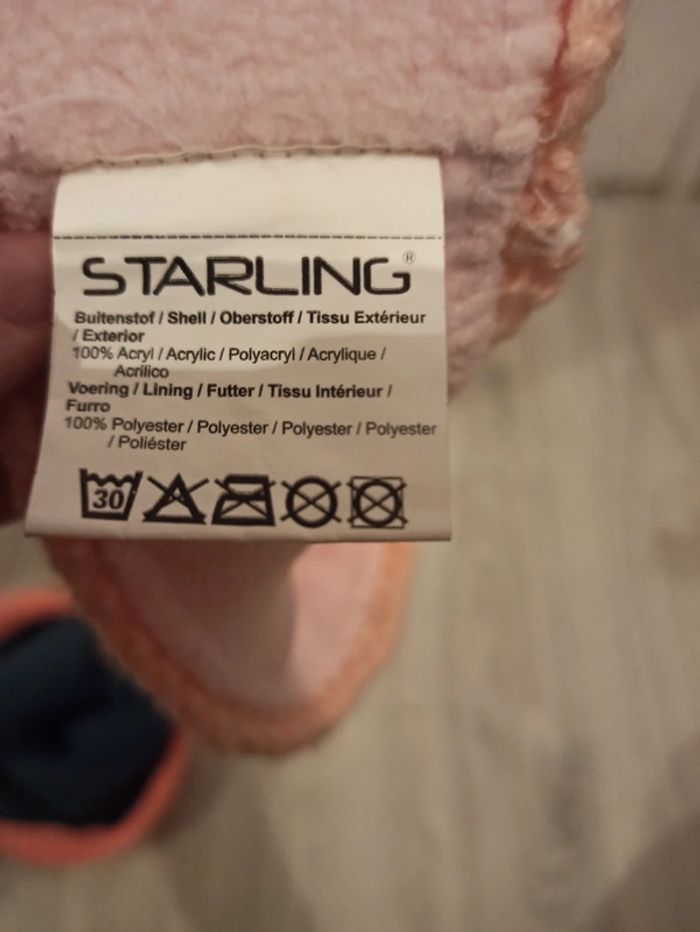 STARLING®
Buitenstof / Shell / Oberstoff / Tissu Extérieur
/ Exterior
100% Acryl / Acrylic / Polyacryl / Acrylique /
Acrilico
Voering / Lining / Futter / Tissu Intérieur /
Furro
100% Polyester / Polyester / Polyester / Polyester
/ Poliéster
30